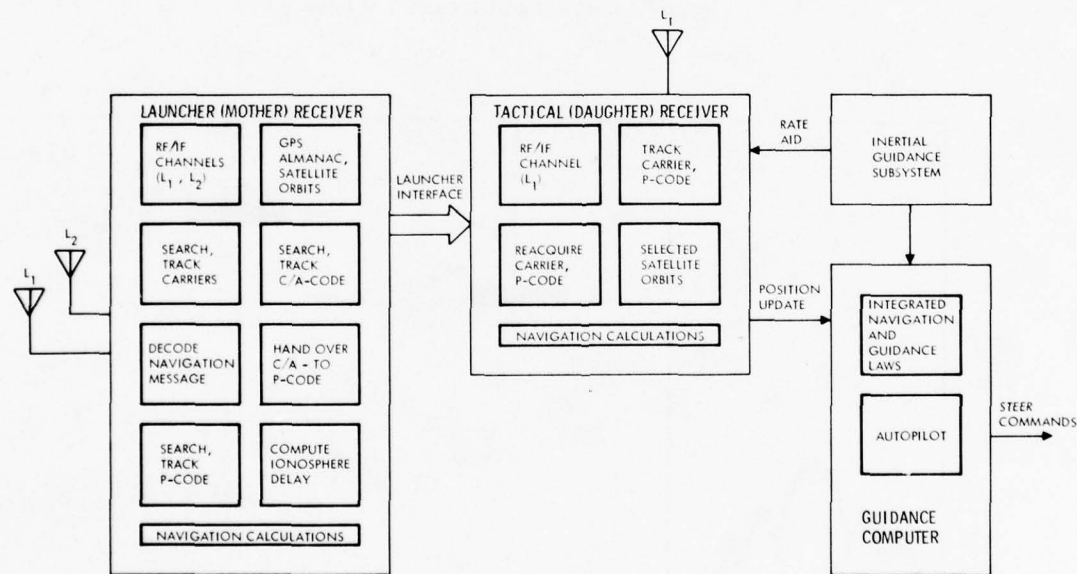 L1
LAUNCHER (MOTHER) RECEIVER
RF/IF
CHANNELS
(L1 , L2)
GPS
ALMANAC,
SATELLITE
ORBITS
SEARCH,
TRACK
CARRIERS
SEARCH,
TRACK
C/A-CODE
DECODE
NAVIGATION
MESSAGE
HAND OVER
C/A - TO
P-CODE
SEARCH,
TRACK
P-CODE
COMPUTE
IONOSPHERE
DELAY
NAVIGATION CALCULATIONS
L2
L1
LAUNCHER
INTERFACE
TACTICAL (DAUGHTER) RECEIVER
RF/IF
CHANNEL
(L1)
TRACK
CARRIER,
P-CODE
REACQUIRE
CARRIER,
P-CODE
SELECTED
SATELLITE
ORBITS
NAVIGATION CALCULATIONS
RATE
AID
INERTIAL
GUIDANCE
SUBSYSTEM
POSITION
UPDATE
INTEGRATED
NAVIGATION
AND
GUIDANCE
LAWS
AUTOPILOT
GUIDANCE
COMPUTER
STEER
COMMANDS